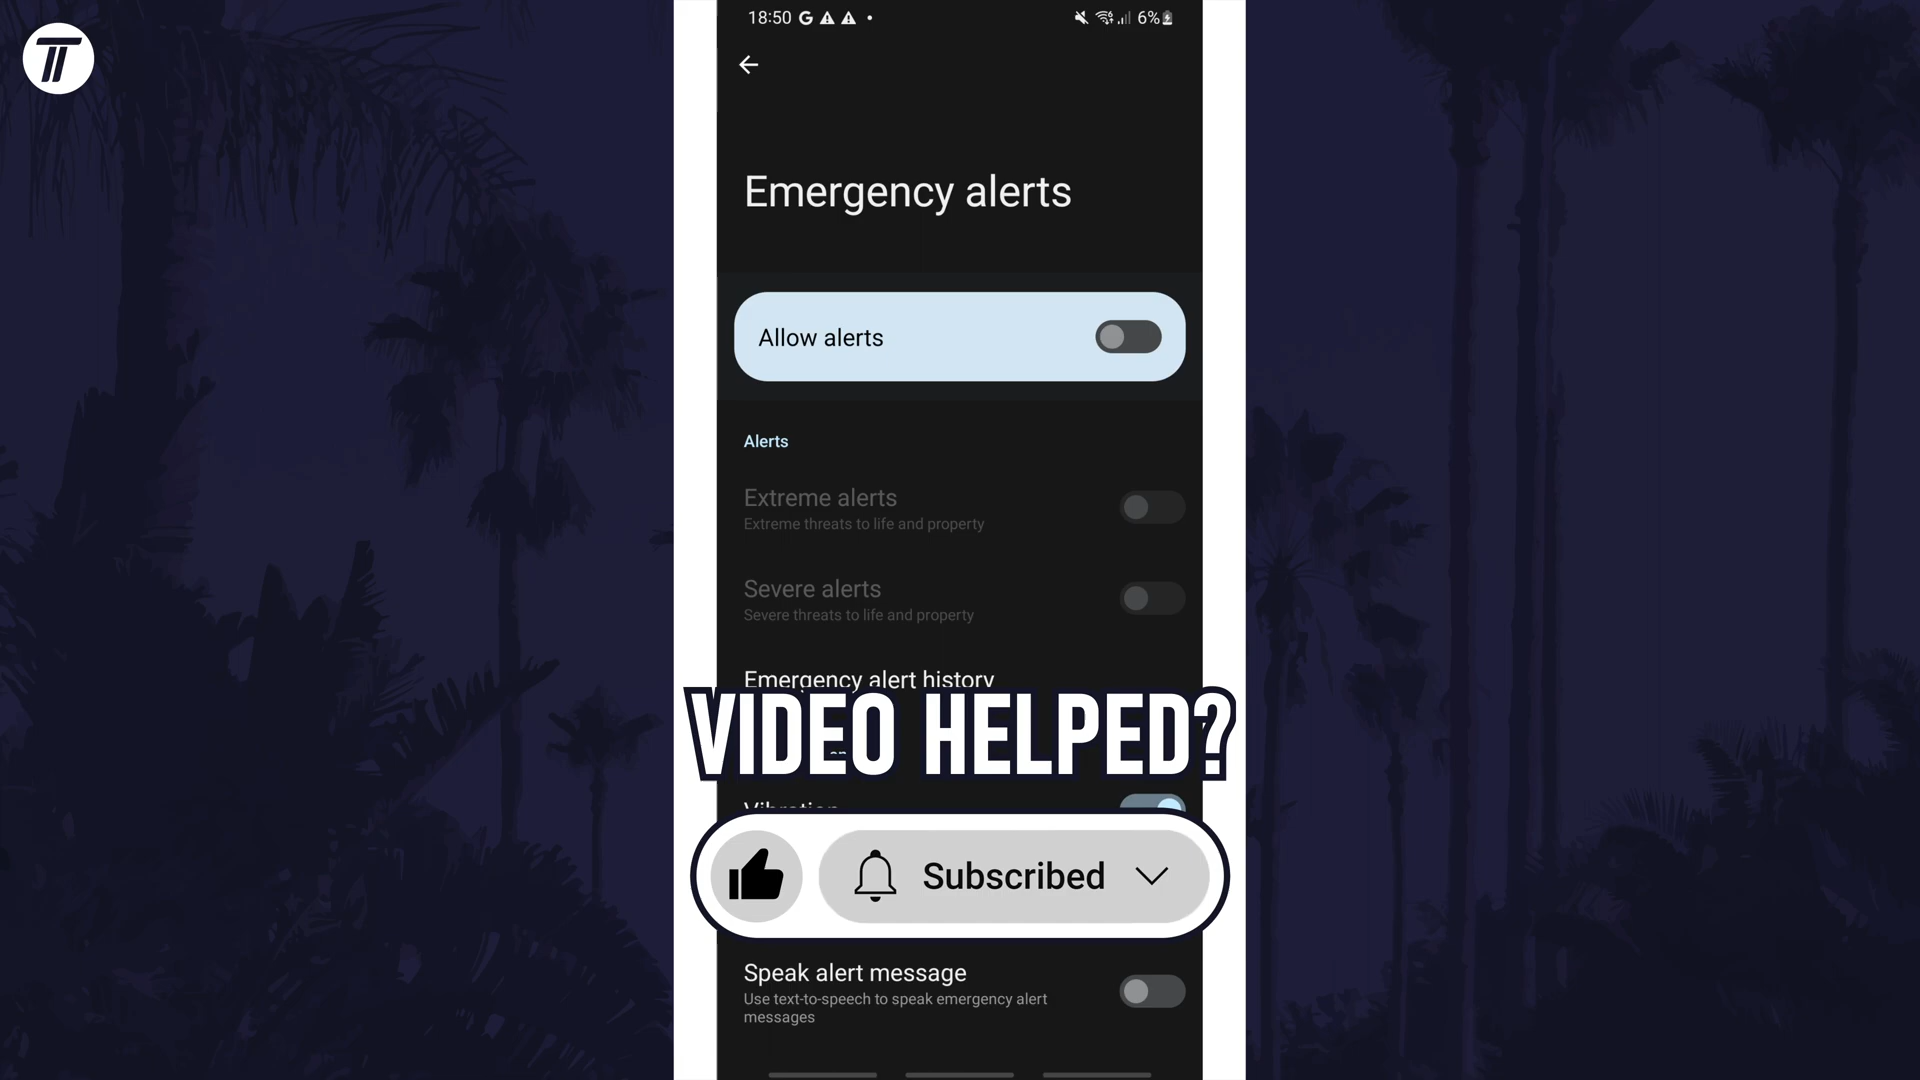 18:50 G 6%
Emergency alerts
Allow alerts
Alerts
Extreme alerts
Extreme threats to life and property
Severe alerts
Severe threats to life and property
Emergency alert history
VIDEO HELPED?
Vibration
Subscribed
Speak alert message
Use text-to-speech to speak emergency alert
messages